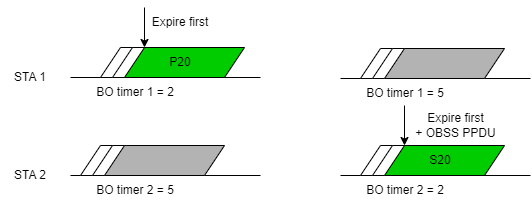 Expire first
P20
STA 1
BO timer 1 = 2
BO timer 1 = 5
Expire first
+ OBSS PPDU
S20
STA 2
BO timer 2 = 5
BO timer 2 = 2